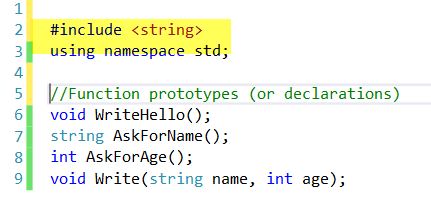 1
2 #include <string>
3 using namespace std;
4
5 //Function prototypes (or declarations)
6 void WriteHello();
7 string AskForName();
8 int AskForAge();
9 void Write(string name, int age);